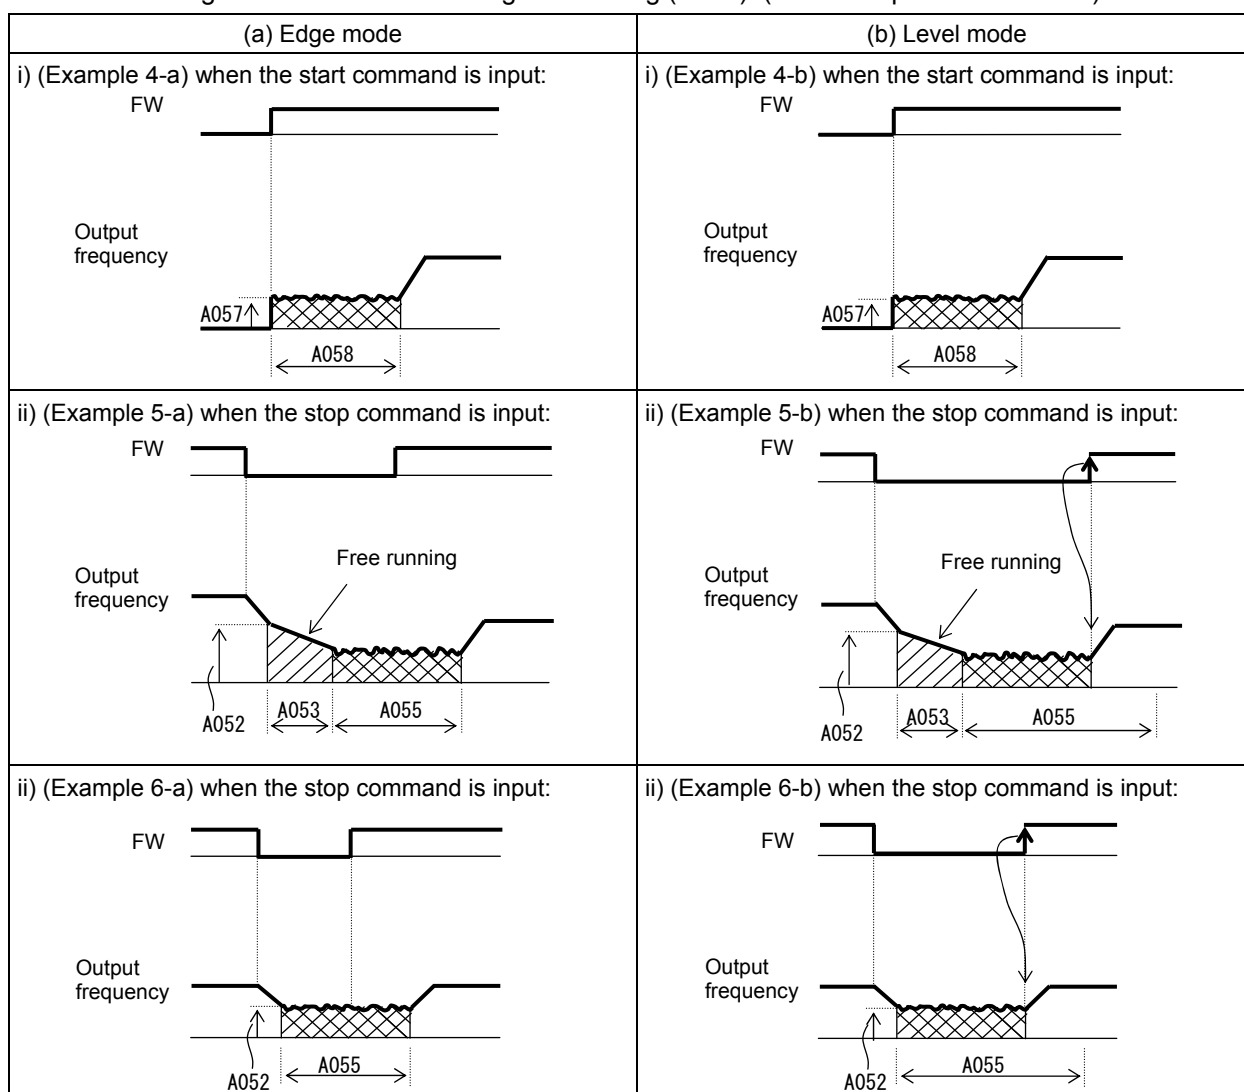 (a) Edge mode
(b) Level mode
i) (Example 4-a) when the start command is input:
FW
Output
frequency
A057
A058
i) (Example 4-b) when the start command is input:
FW
Output
frequency
A057
A058
ii) (Example 5-a) when the stop command is input:
FW
Free running
Output
frequency
A052
A053
A055
ii) (Example 5-b) when the stop command is input:
FW
Free running
Output
frequency
A052
A053
A055
ii) (Example 6-a) when the stop command is input:
FW
Output
frequency
A052
A055
ii) (Example 6-b) when the stop command is input:
FW
Output
frequency
A052
A055